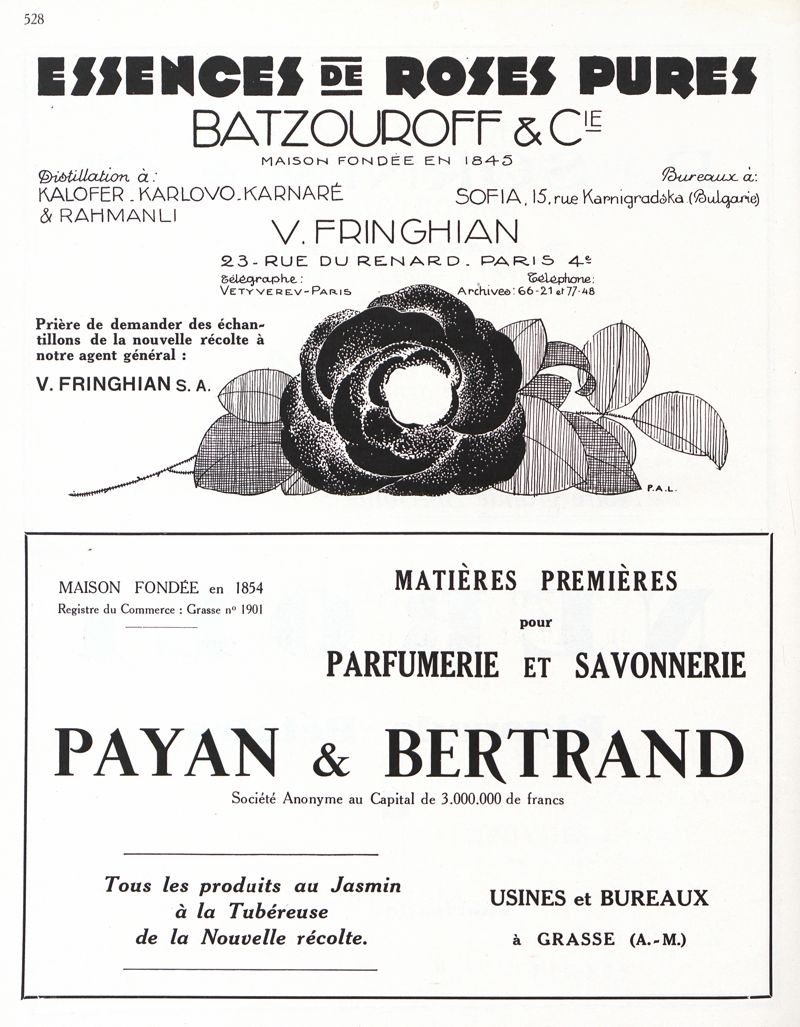 528
ESSENCES DE ROSES PURES
BATZOUROFF & CIE
MAISON FONDÉE EN 1845
Distillation à :
KALOFER - KARLOVO - KARNARÉ
& RAHMANLI
Bureaux à :
SOFIA, 15, rue Karnigradska (Bulgarie)
V. FRINGHIAN
23 - RUE DU RENARD . PARIS 4e
Télégraphe :
VETYVEREV-PARIS
Téléphone :
Archives : 66-21 et 77-48
Prière de demander des échan-
tillons de la nouvelle récolte à
notre agent général :
V. FRINGHIAN S. A.
P.A.L.
MAISON FONDÉE en 1854
Registre du Commerce : Grasse nº 1901
MATIÈRES PREMIÈRES
pour
PARFUMERIE ET SAVONNERIE
PAYAN & BERTRAND
Société Anonyme au Capital de 3.000.000 de francs
Tous les produits au Jasmin
à la Tubéreuse
de la Nouvelle récolte.
USINES et BUREAUX
à GRASSE (A.-M.)